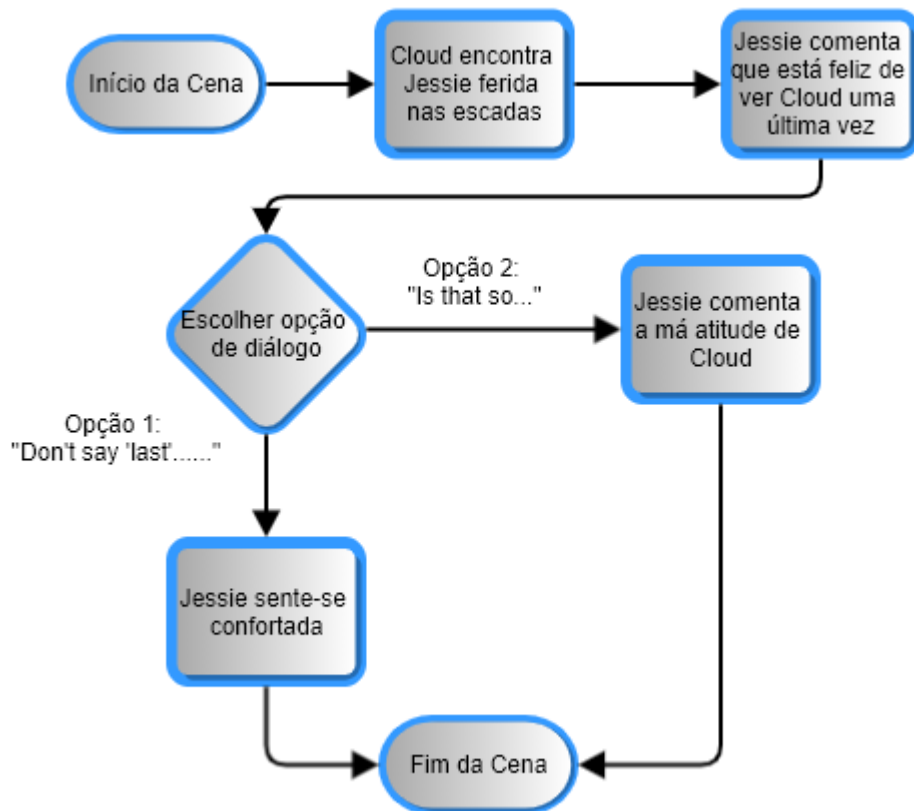 Início da Cena
Cloud encontra
Jessie ferida
nas escadas
Jessie comenta
que está feliz de
ver Cloud uma
última vez
Escolher opção
de diálogo
Opção 2:
"Is that so..."
Jessie comenta
a má atitude de
Cloud
Opção 1:
"Don't say 'last'......"
Jessie sente-se
confortada
Fim da Cena